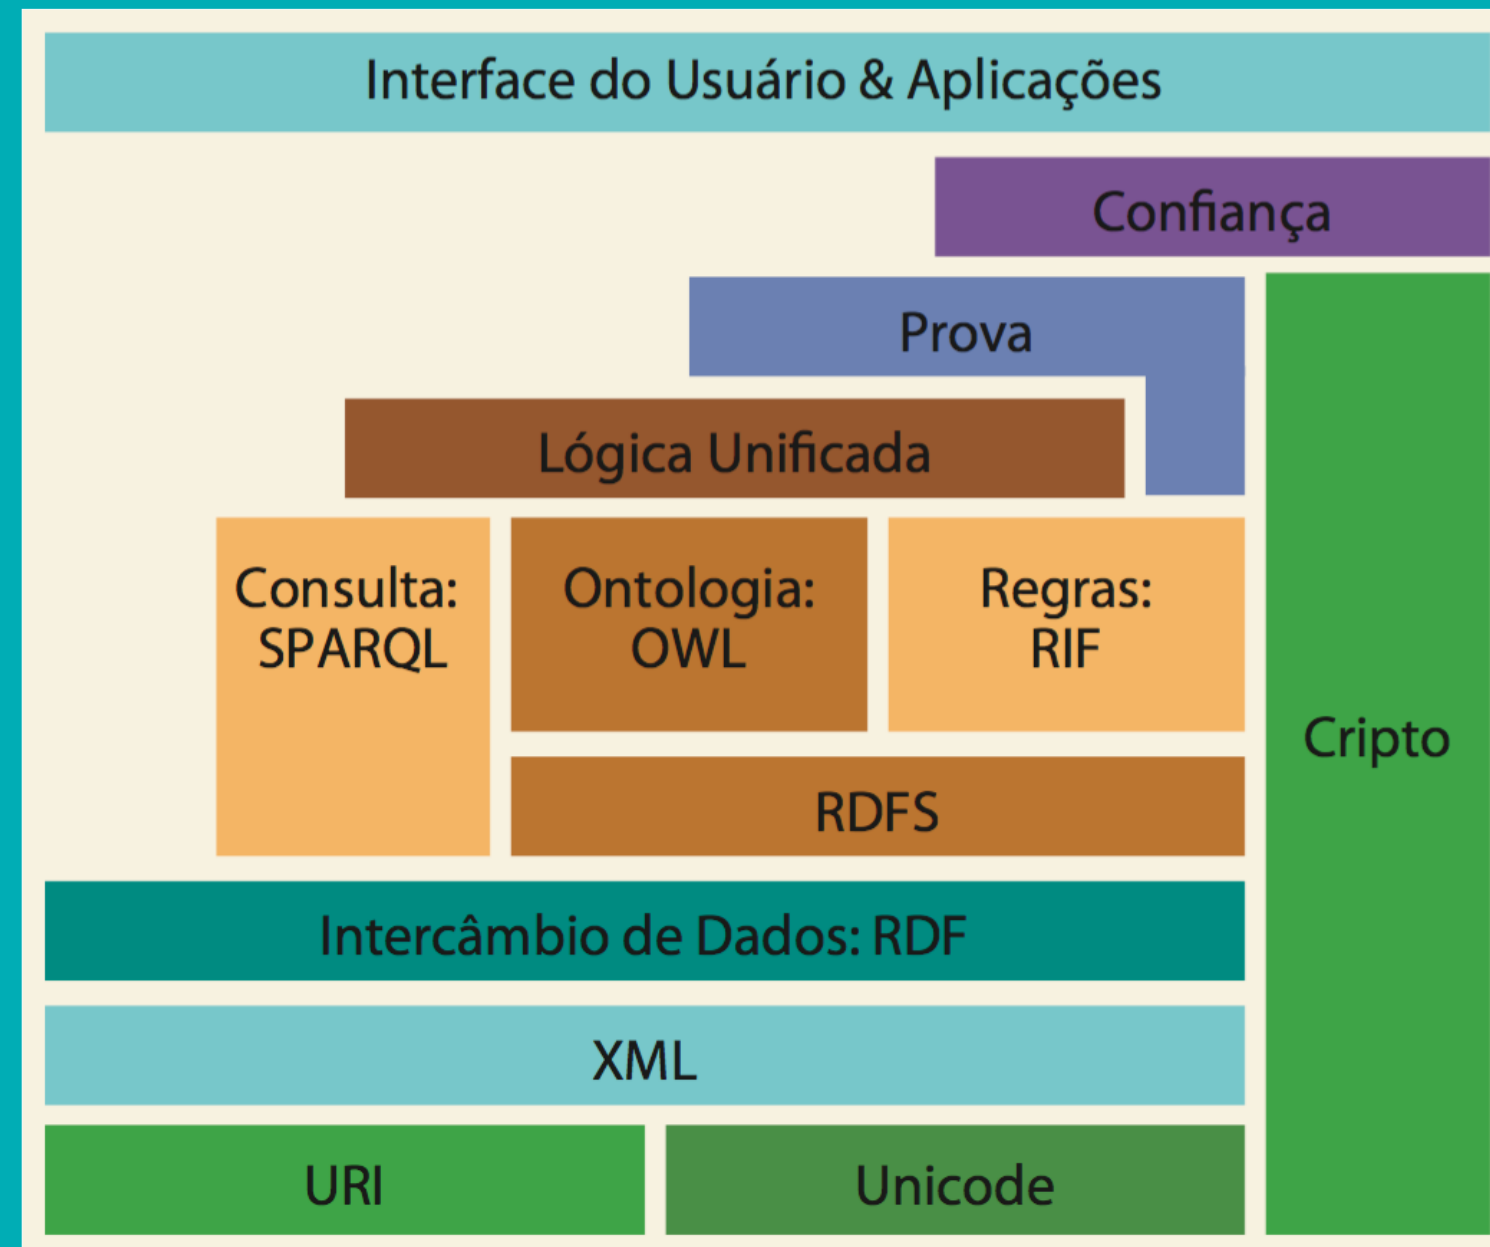 Interface do Usuário & Aplicações
Confiança
Prova
Lógica Unificada
Consulta:
SPARQL
Ontologia:
OWL
Regras:
RIF
Cripto
RDFS
Intercâmbio de Dados: RDF
XML
URI
Unicode